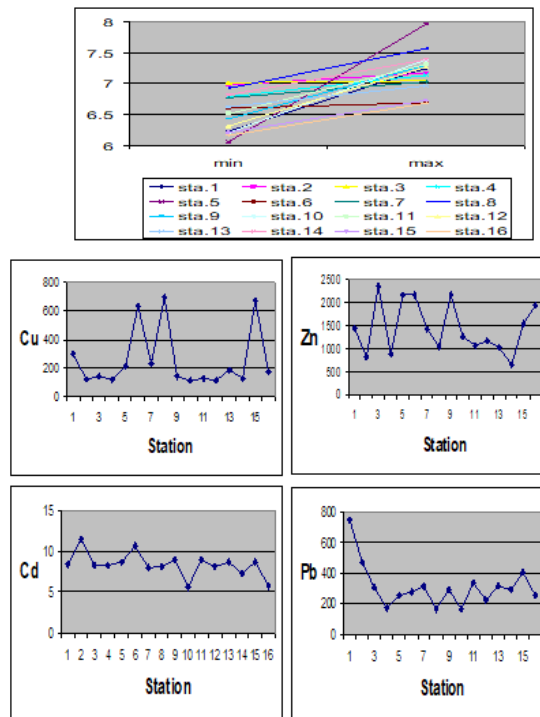 8
7.5
7
6.5
6
min max
sta.1 sta.2 sta.3 sta.4
sta.5 sta.6 sta.7 sta.8
sta.9 sta.10 sta.11 sta.12
sta.13 sta.14 sta.15 sta.16
800
600
400
200
0
Cu
1 3 5 7 9 11 13 15
Station
2500
2000
1500
1000
500
0
Zn
1 3 5 7 9 11 13 15
Station
15
10
5
0
Cd
1 2 3 4 5 6 7 8 9 10 11 12 13 14 15 16
Station
800
600
400
200
0
Pb
1 3 5 7 9 11 13 15
Station